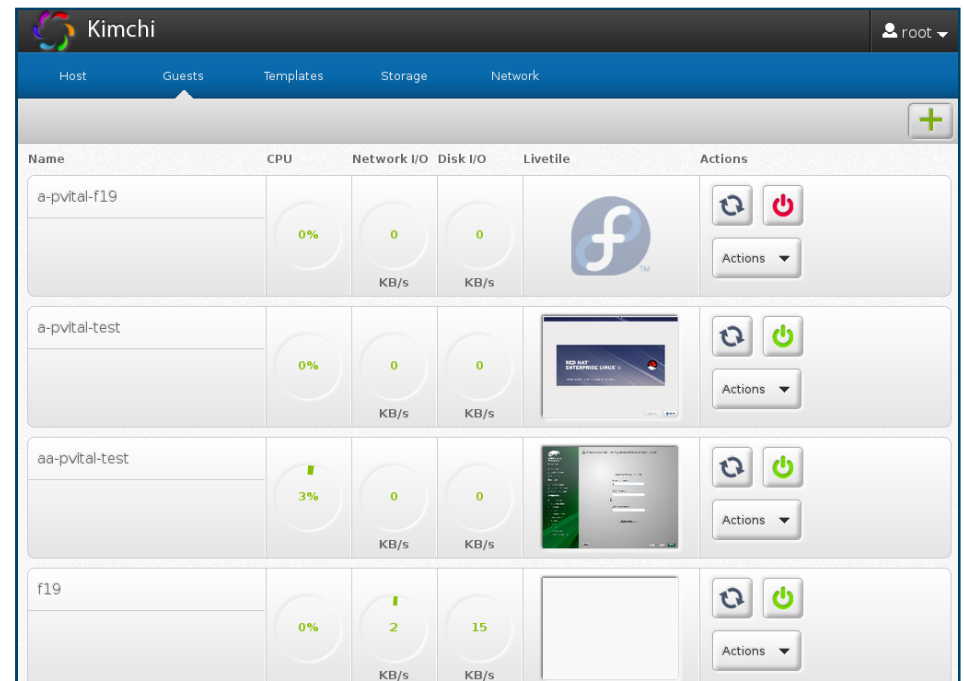 Kimchi
root
Host Guests Templates Storage Network
Name CPU Network I/O Disk I/O Livetile Actions
a-pvital-f19
0% 0 0
KB/s KB/s
TM
Actions
a-pvital-test
0% 0 0
KB/s KB/s
RED HAT
ENTERPRISE LINUX
Actions
aa-pvital-test
3% 0 0
KB/s KB/s
Actions
f19
0% 2 15
KB/s KB/s
Actions